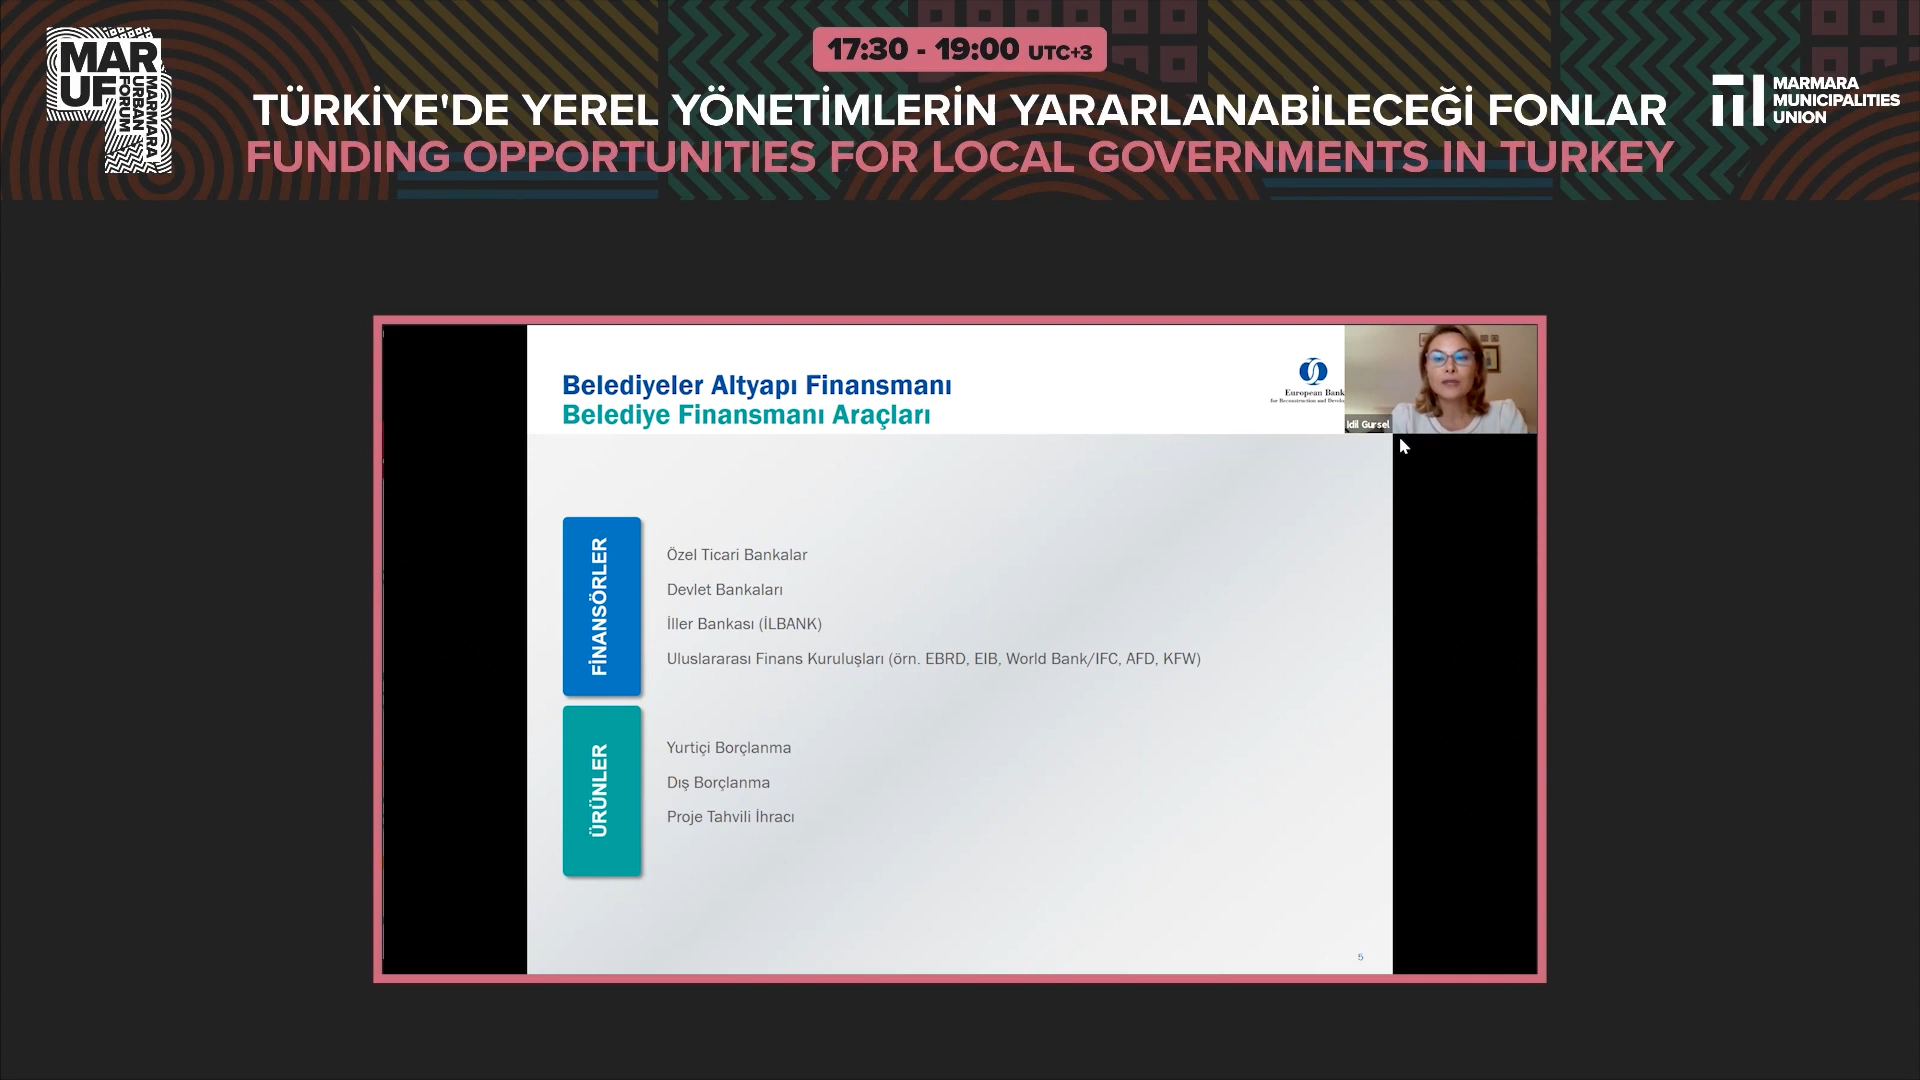 MAR
UF
MARMARA
URBAN
FORUM
17:30 - 19:00 UTC+3
TÜRKİYE'DE YEREL YÖNETİMLERİN YARARLANABİLECEĞİ FONLAR
FUNDING OPPORTUNITIES FOR LOCAL GOVERNMENTS IN TURKEY
MARMARA
MUNICIPALITIES
UNION
Belediyeler Altyapı Finansmanı
Belediye Finansmanı Araçları
European Bank
for Reconstruction and
Idil Gursel
FİNANSÖRLER
Özel Ticari Bankalar
Devlet Bankaları
İller Bankası (İLBANK)
Uluslararası Finans Kuruluşları (örn. EBRD, EIB, World Bank/IFC, AFD, KFW)
ÜRÜNLER
Yurtiçi Borçlanma
Dış Borçlanma
Proje Tahvili İhracı
5